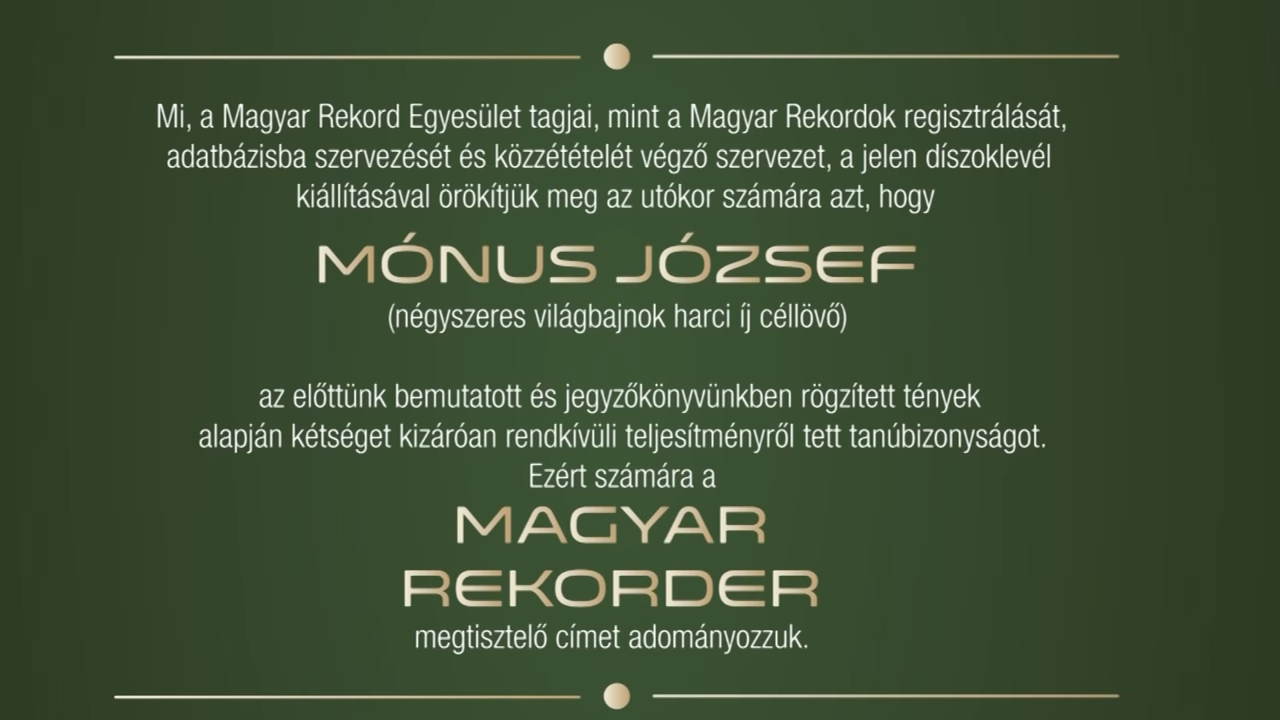 Mi, a Magyar Rekord Egyesület tagjai, mint a Magyar Rekordok regisztrálását,
adatbázisba szervezését és közzétételét végző szervezet, a jelen díszoklevél
kiállításával örökítjük meg az utókor számára azt, hogy
MÓNUS JÓZSEF
(négyszeres világbajnok harci íj céllövő)
az előttünk bemutatott és jegyzőkönyvünkben rögzített tények
alapján kétséget kizáróan rendkívüli teljesítményről tett tanúbizonyságot.
Ezért számára a
MAGYAR
REKORDER
megtisztelő címet adományozzuk.